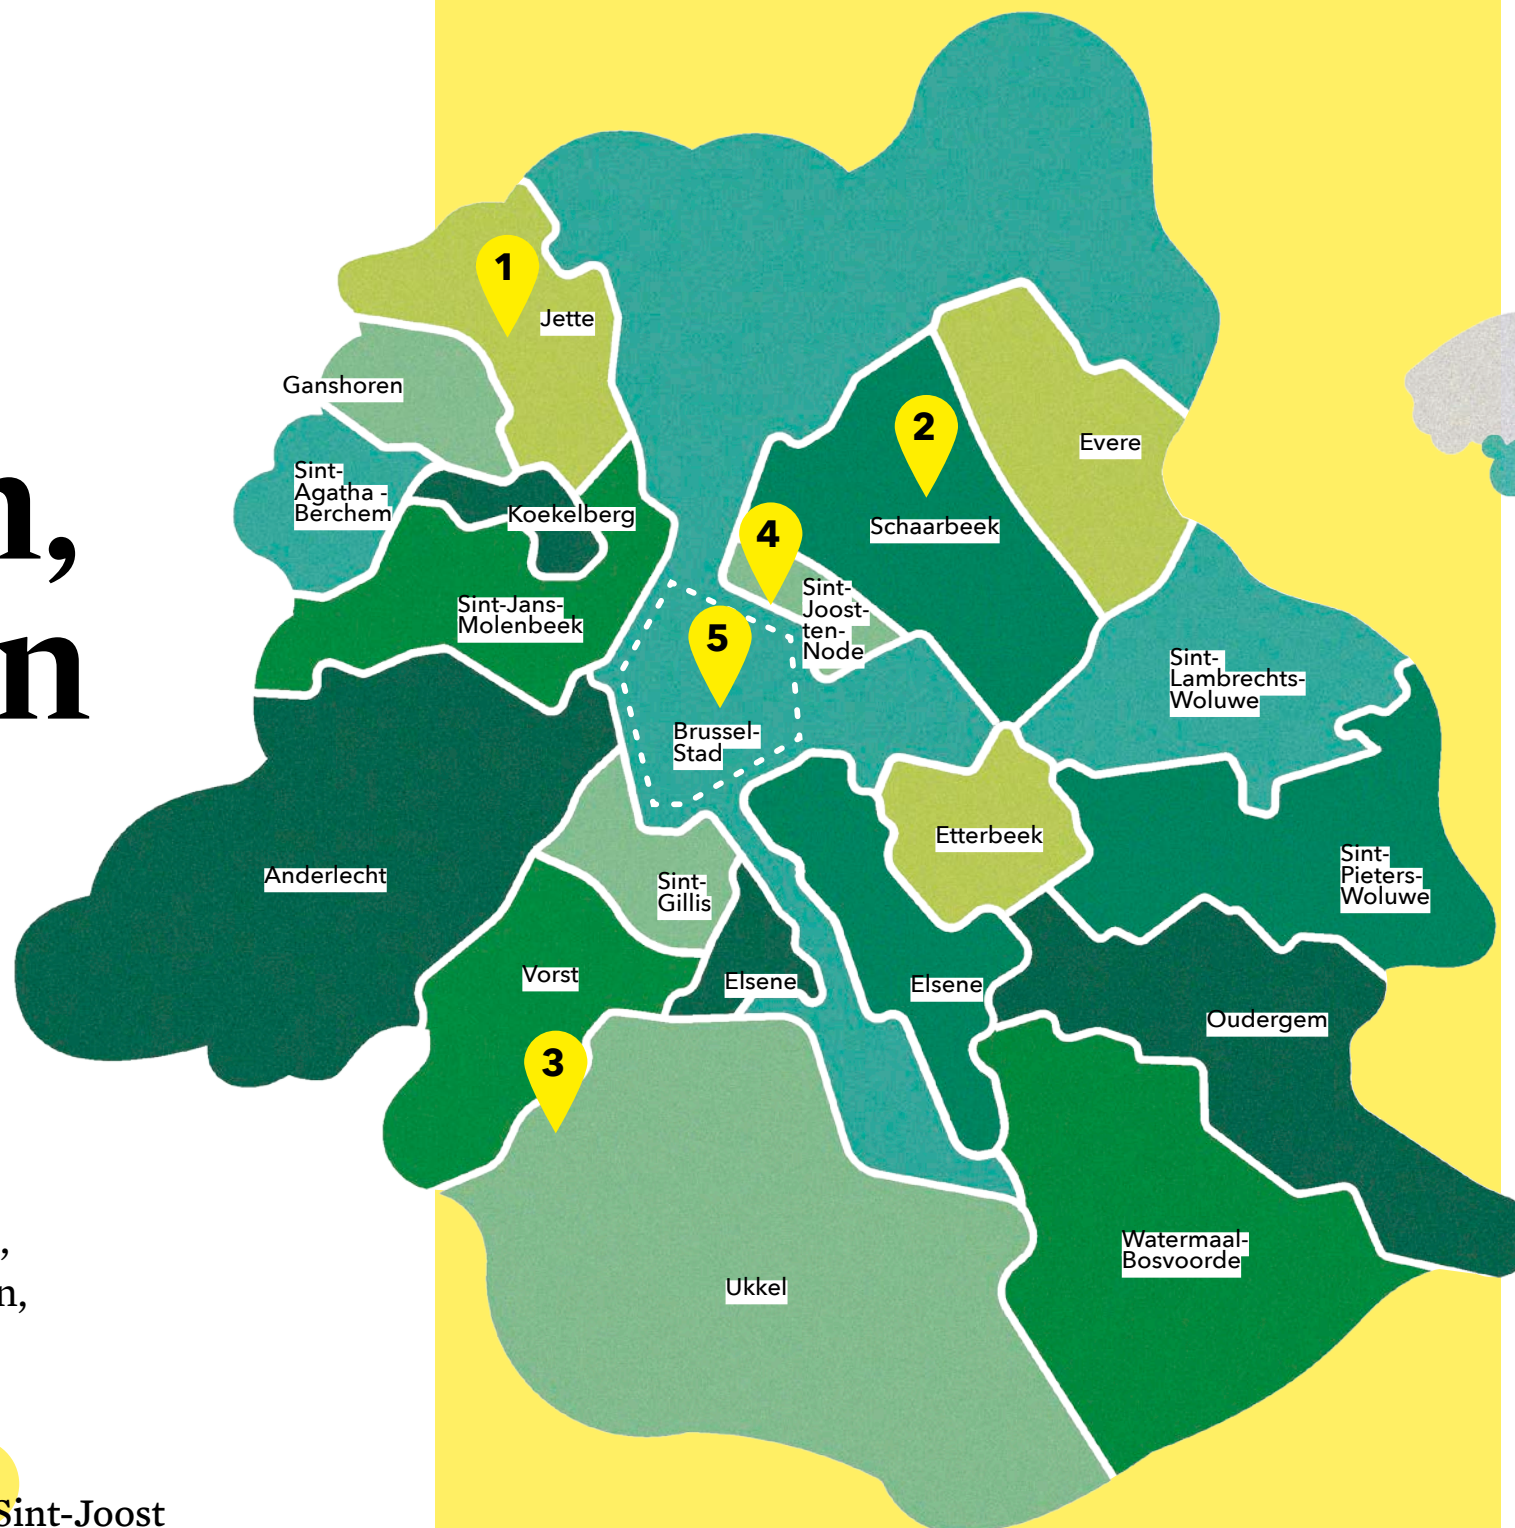 1
Jette
Ganshoren
2
Evere
Sint-
Agatha -
Berchem
Koekelberg
Schaarbeek
4
n,
Sint-
Joost-
ten-
Node
Sint-Jans-
Molenbeek
5
n
Sint-
Lambrechts-
Woluwe
Brussel-
Stad
Etterbeek
Anderlecht
Sint-
Gillis
Sint-
Pieters-
Woluwe
Vorst
Elsene
Elsene
Oudergem
3
,
n,
Watermaal-
Bosvoorde
Ukkel
Sint-Joost